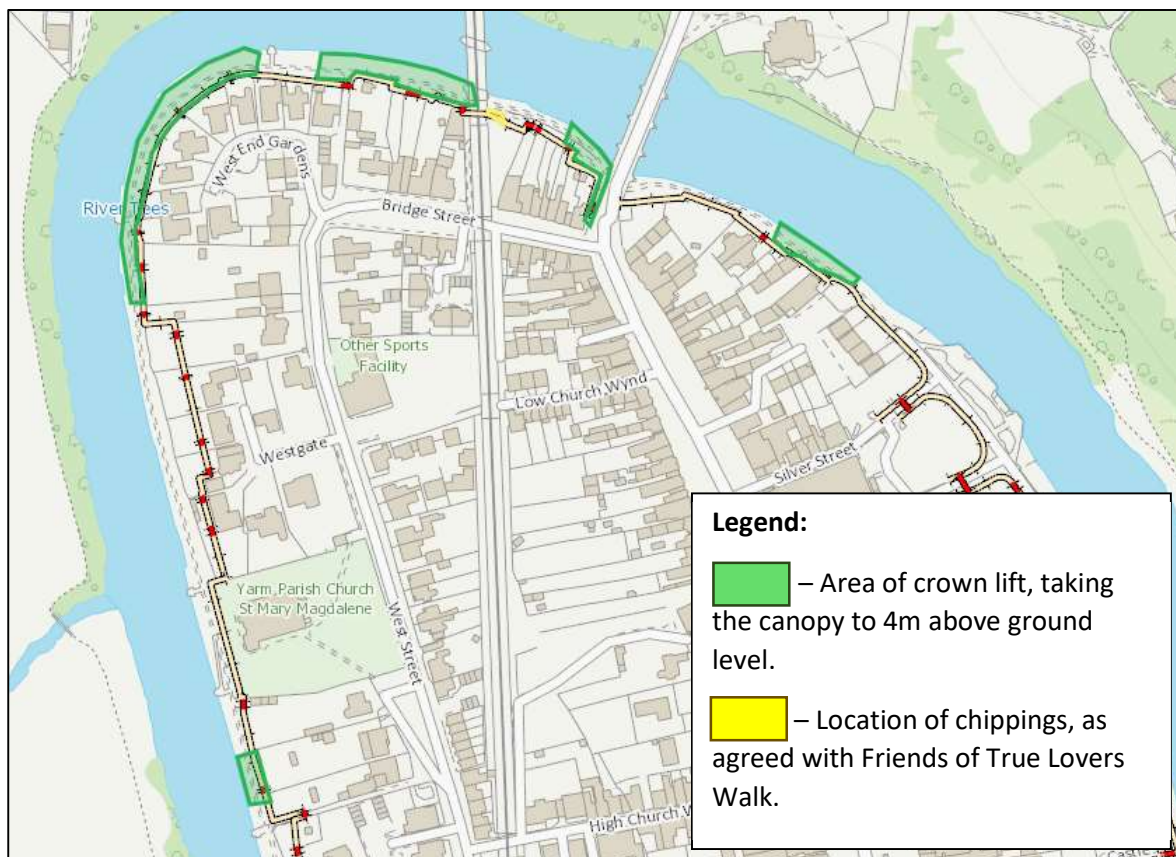 West End Gardens
River Tees
Bridge Street
Other Sports
Facility
Low Church Wynd
Westgate
Silver Street
Yarm Parish Church
St Mary Magdalene
West Street
High Church W
Castle
Legend:
– Area of crown lift, taking
the canopy to 4m above ground
level.
– Location of chippings, as
agreed with Friends of True Lovers
Walk.